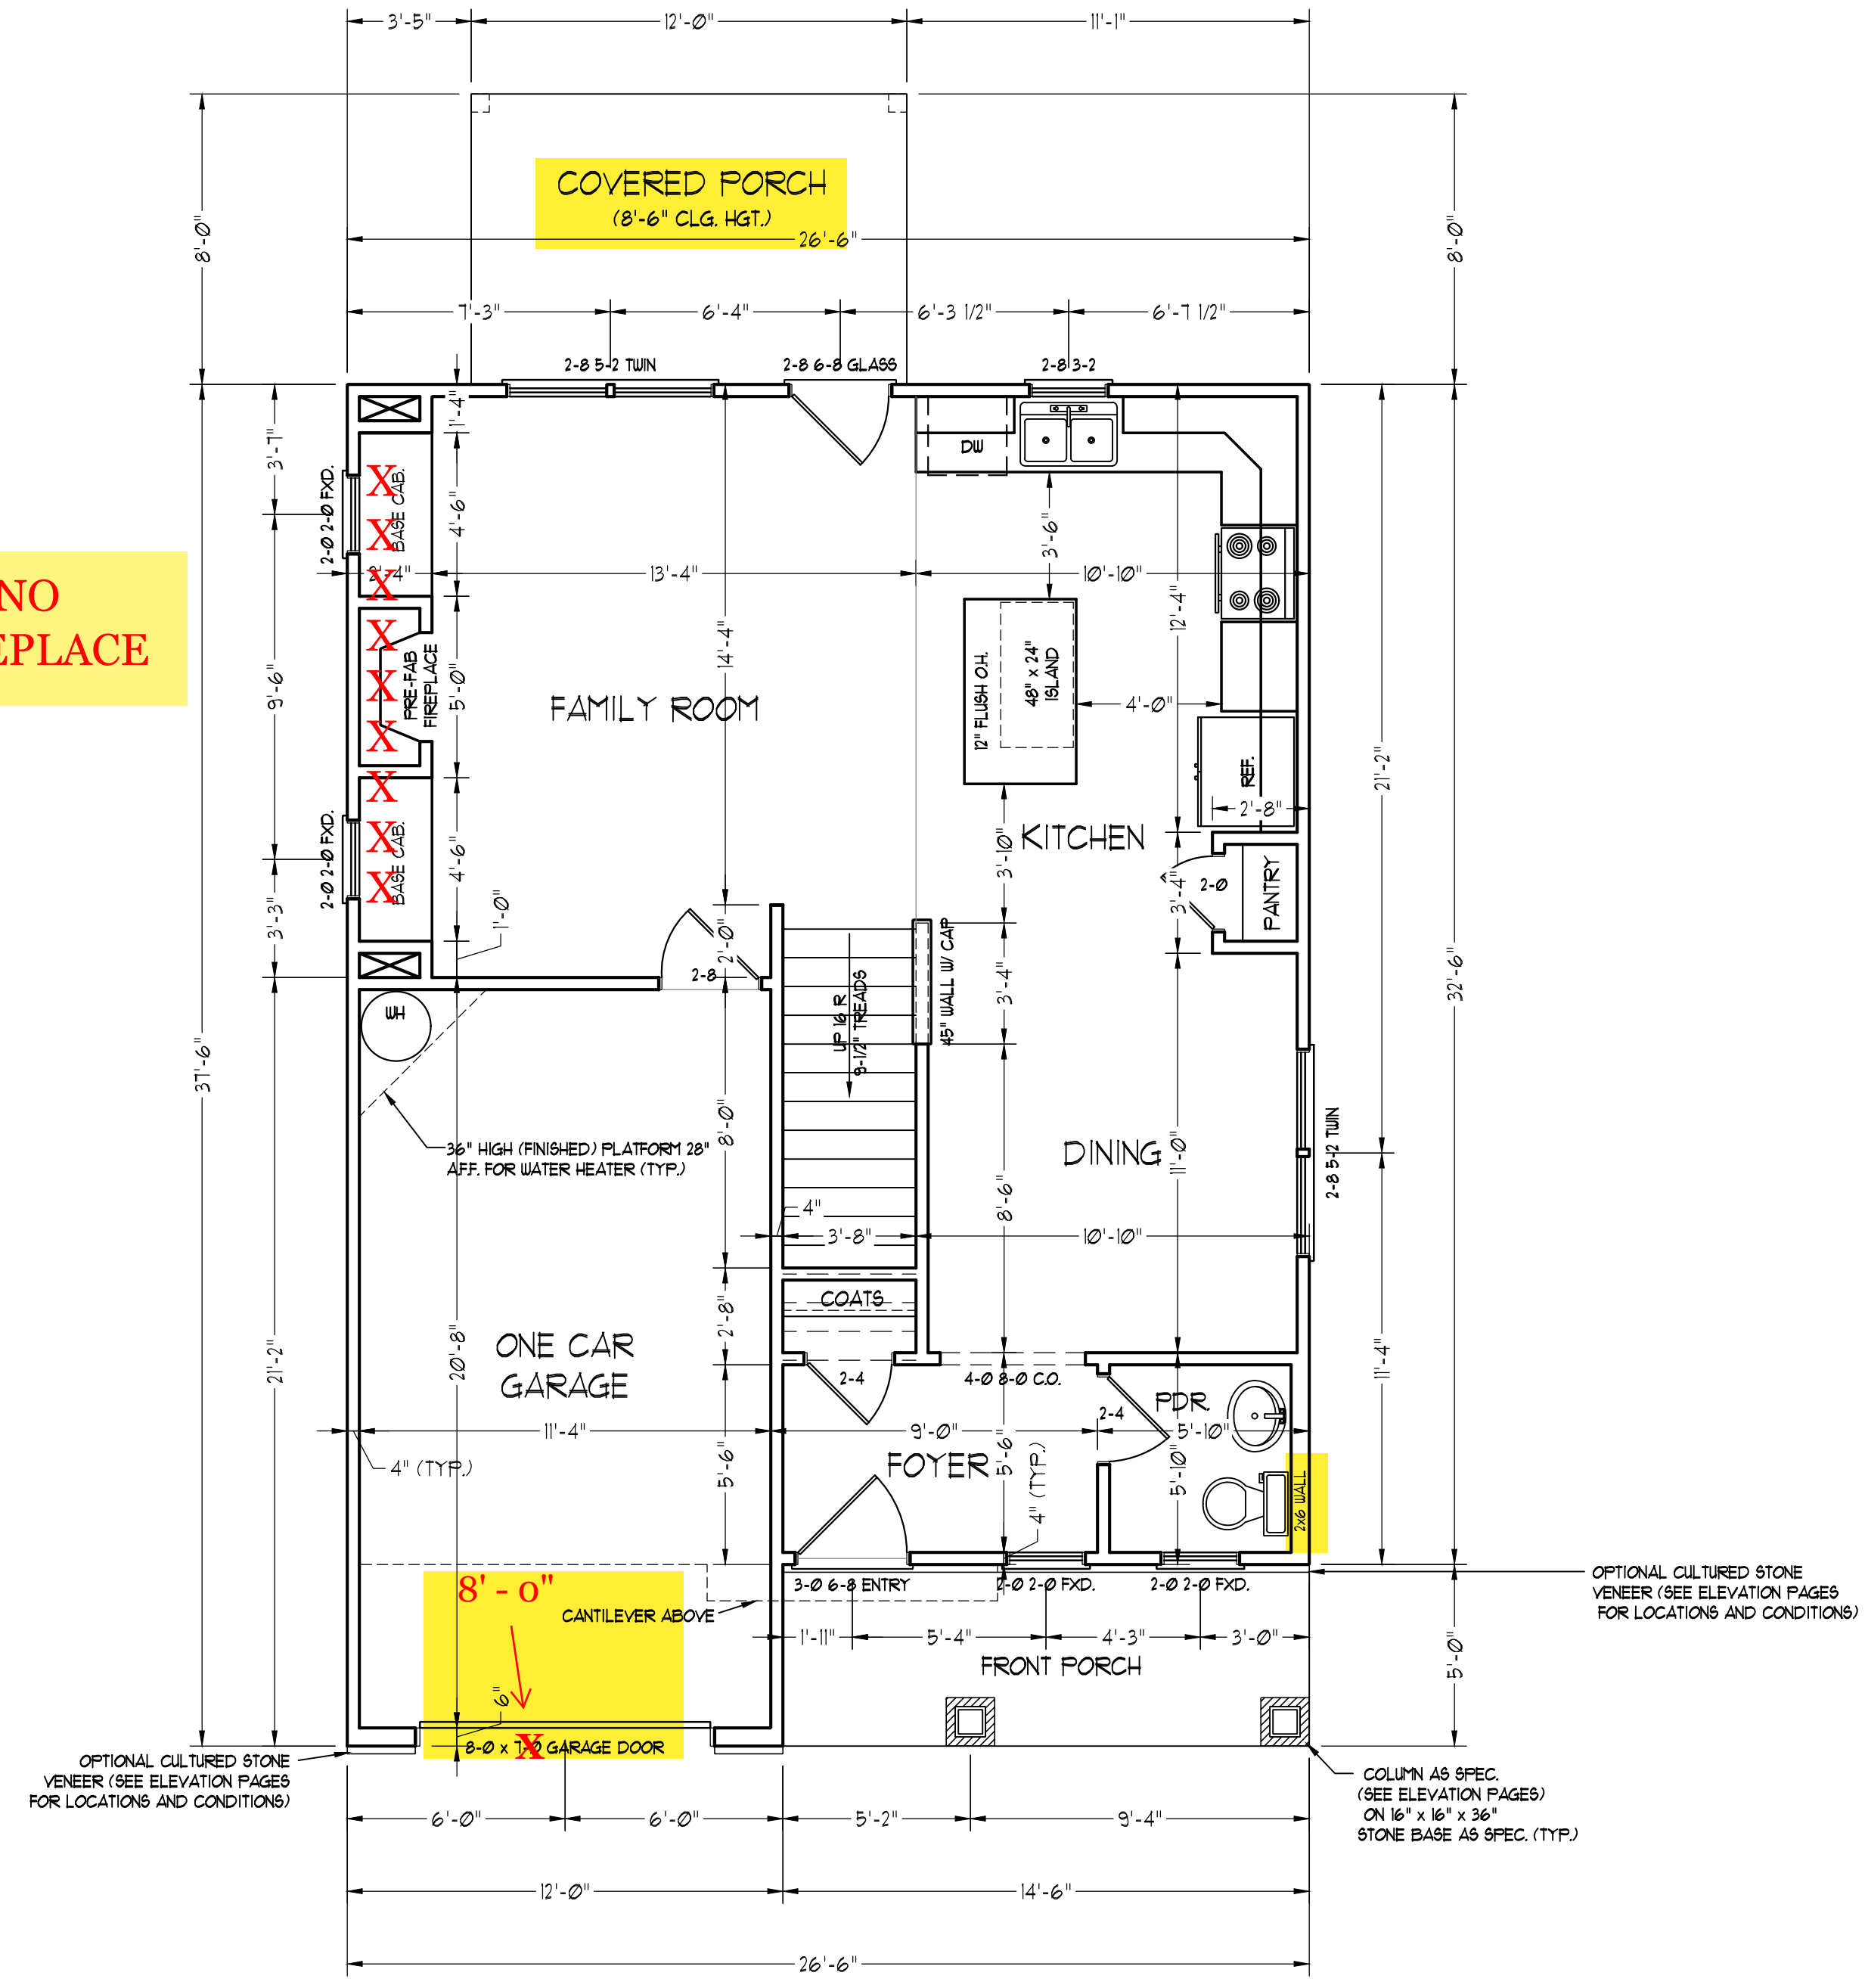 3'-5"
12'-0"
11'-1"
COVERED PORCH
(8'-6" CLG. HGT.)
8'-0"
8'-0"
26'-6"
7'-3"
6'-4"
6'-3 1/2"
6'-7 1/2"
2-8 5-2 TWIN
2-8 6-8 GLASS
2-8 3-2
1'-4"
3'-7"
2-0 2-0 FXD.
X
X
X
X
X
X
X
X
X
BASE CAB.
4'-6"
DW
3'-6"
NO
EPLACE
2'-4"
13'-4"
10'-10"
12'-4"
14'-4"
9'-6"
PRE-FAB
FIREPLACE
5'-0"
FAMILY ROOM
12" FLUSH O.H.
48" x 24"
ISLAND
4'-0"
REF.
2'-8"
21'-2"
KITCHEN
3'-10"
2-0 2-0 FXD.
BASE CAB.
4'-6"
3'-3"
1'-0"
2-0
3'-4"
PANTRY
2'-0"
2-8
UP 16 R
9-1/2" TREADS
45" WALL W/ CAP
3'-4"
32'-6"
WH
37'-6"
36" HIGH (FINISHED) PLATFORM 28"
A.F.F. FOR WATER HEATER (TYP.)
8'-0"
DINING
11'-0"
2-8 5-2 TWIN
8'-6"
4"
3'-8"
10'-10"
COATS
2'-8"
ONE CAR
GARAGE
20'-8"
21'-2"
11'-4"
2-4
4-0 8-0 C.O.
PDR.
2-4
11'-4"
9'-0"
5'-10"
4" (TYP.)
FOYER
5'-6"
5'-6"
4" (TYP.)
5'-10"
2x6 WALL
8' - 0"
3-0 6-8 ENTRY
2-0 2-0 FXD.
2-0 2-0 FXD.
CANTILEVER ABOVE
OPTIONAL CULTURED STONE
VENEER (SEE ELEVATION PAGES
FOR LOCATIONS AND CONDITIONS)
1'-11"
5'-4"
4'-3"
3'-0"
FRONT PORCH
5'-0"
6"
8-0 x 7-0 GARAGE DOOR
X
OPTIONAL CULTURED STONE
VENEER (SEE ELEVATION PAGES
FOR LOCATIONS AND CONDITIONS)
COLUMN AS SPEC.
(SEE ELEVATION PAGES)
ON 16" x 16" x 36"
STONE BASE AS SPEC. (TYP.)
6'-0"
6'-0"
5'-2"
9'-4"
12'-0"
14'-6"
26'-6"